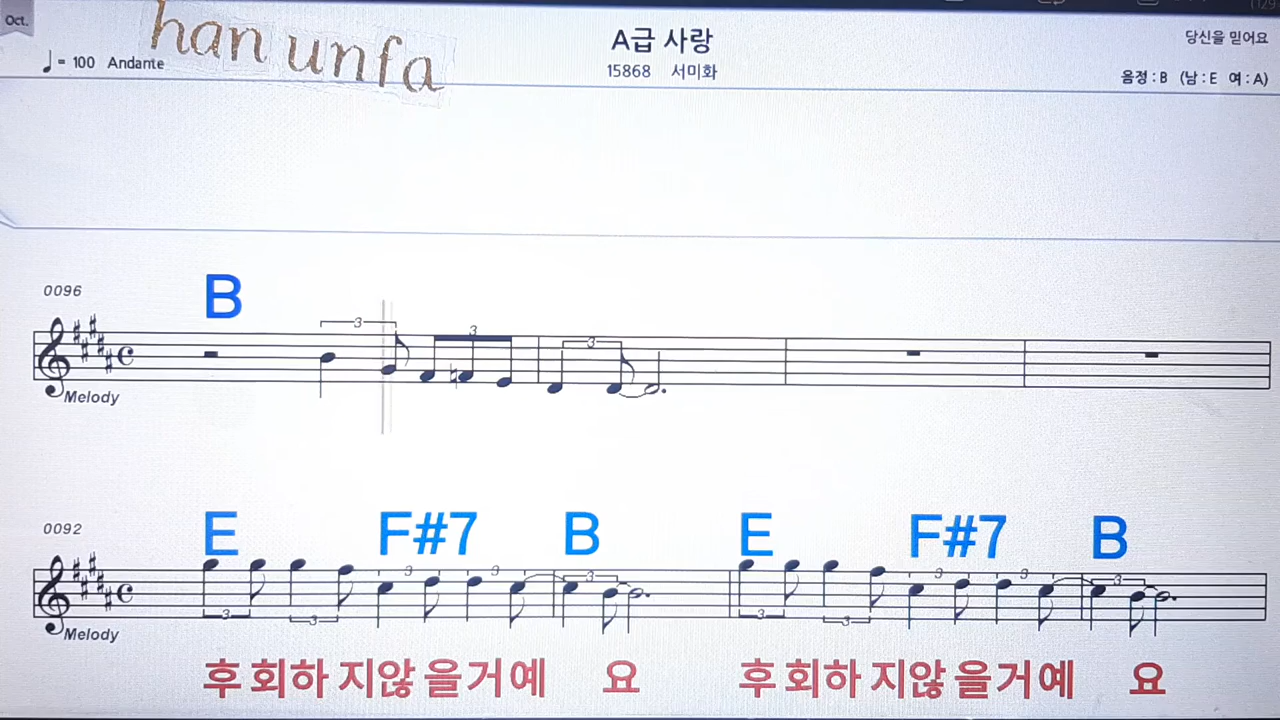 Oct.
han unfa
♩= 100 Andante
A급 사랑
15868 서미화
당신을 믿어요
음정 : B (남 : E 여 : A)
0096
B
3 3 3
Melody
0092
E F#7 B E F#7 B
3 3 3 3 3 3 3 3 3 3
Melody
후회하 지않을거예 요 후회하 지않을거예 요